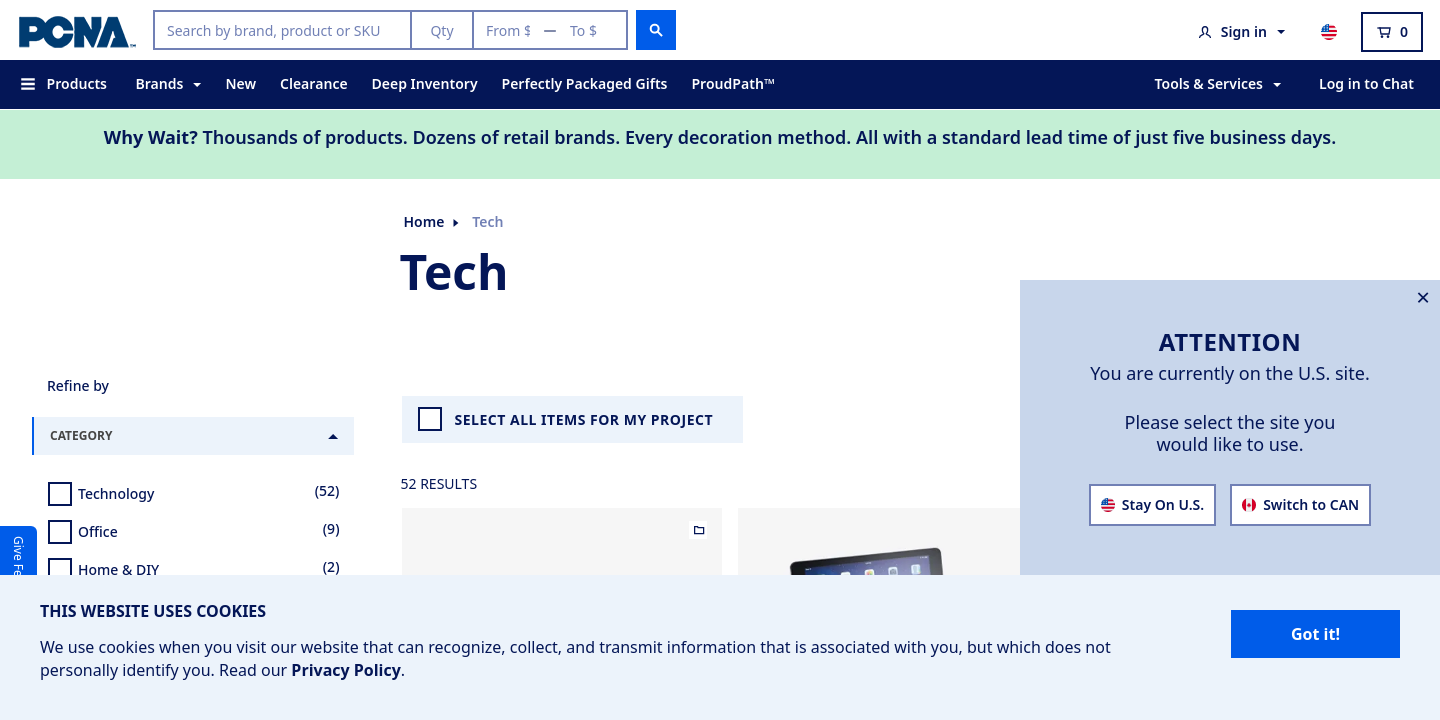 PCNA™
Search by brand, product or SKU
Qty
From $ — To $
Sign in
0
Products
Brands
New
Clearance
Deep Inventory
Perfectly Packaged Gifts
ProudPath™
Tools & Services
Log in to Chat
Why Wait? Thousands of products. Dozens of retail brands. Every decoration method. All with a standard lead time of just five business days.
Home
Tech
Tech
Refine by
CATEGORY
Technology (52)
Office (9)
Home & DIY (2)
Give Fe
SELECT ALL ITEMS FOR MY PROJECT
52 RESULTS
ATTENTION
You are currently on the U.S. site.
Please select the site you
would like to use.
Stay On U.S.
Switch to CAN
THIS WEBSITE USES COOKIES
We use cookies when you visit our website that can recognize, collect, and transmit information that is associated with you, but which does not
personally identify you. Read our Privacy Policy.
Got it!